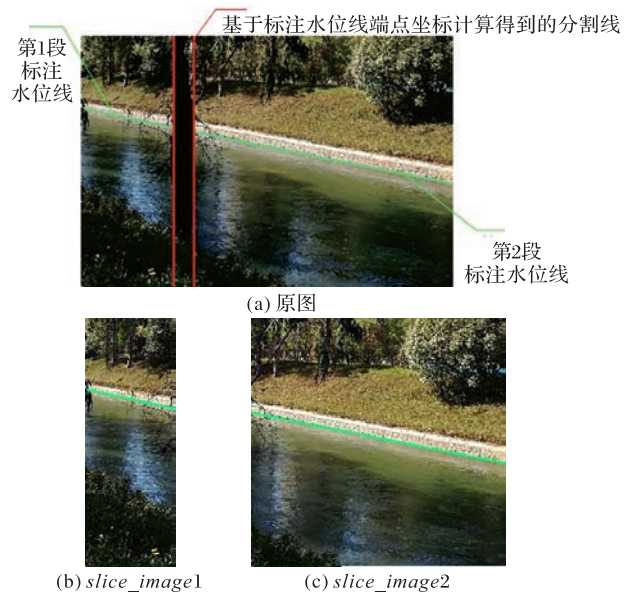 基于标注水位线端点坐标计算得到的分割线
第1段
标注
水位线
第2段
标注水位线
(a) 原图
(b) slice_image1
(c) slice_image2